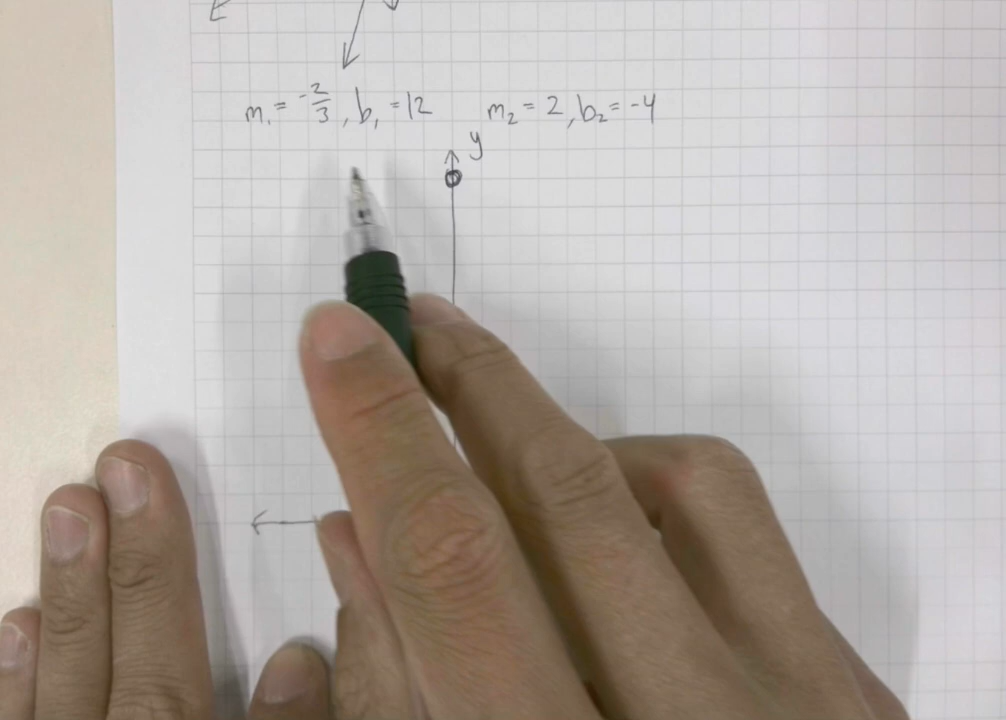 m₁ = -2/3, b₁ = 12 m₂ = 2, b₂ = -4
y